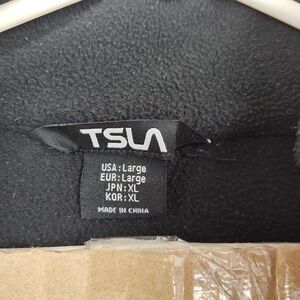 TSLA
USA: Large
EUR: Large
JPN: XL
KOR: XL
MADE IN CHINA